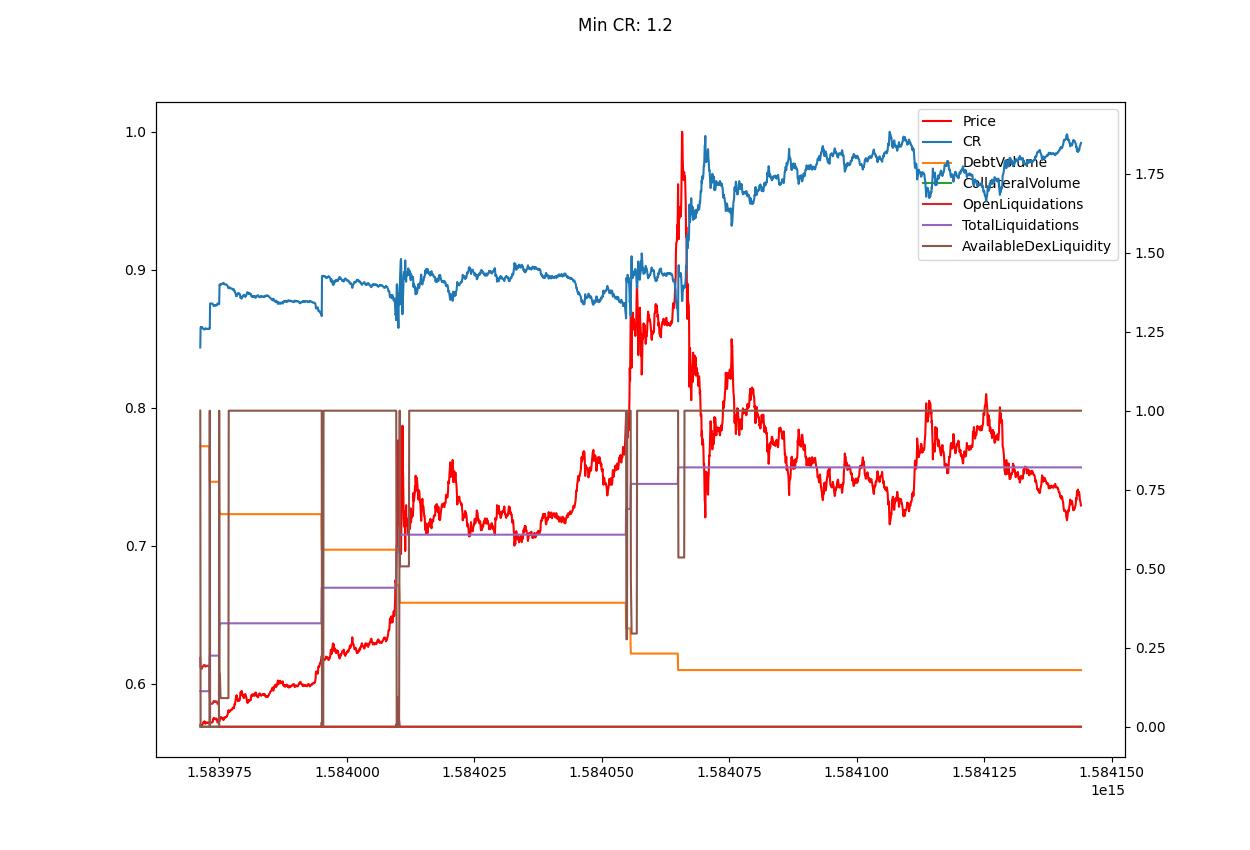 Min CR: 1.2
1.0
0.9
0.8
0.7
0.6
Price
CR
DebtVolume
CollateralVolume
OpenLiquidations
TotalLiquidations
AvailableDexLiquidity
1.75
1.50
1.25
1.00
0.75
0.50
0.25
0.00
1.583975 1.584000 1.584025 1.584050 1.584075 1.584100 1.584125 1.584150
1e15